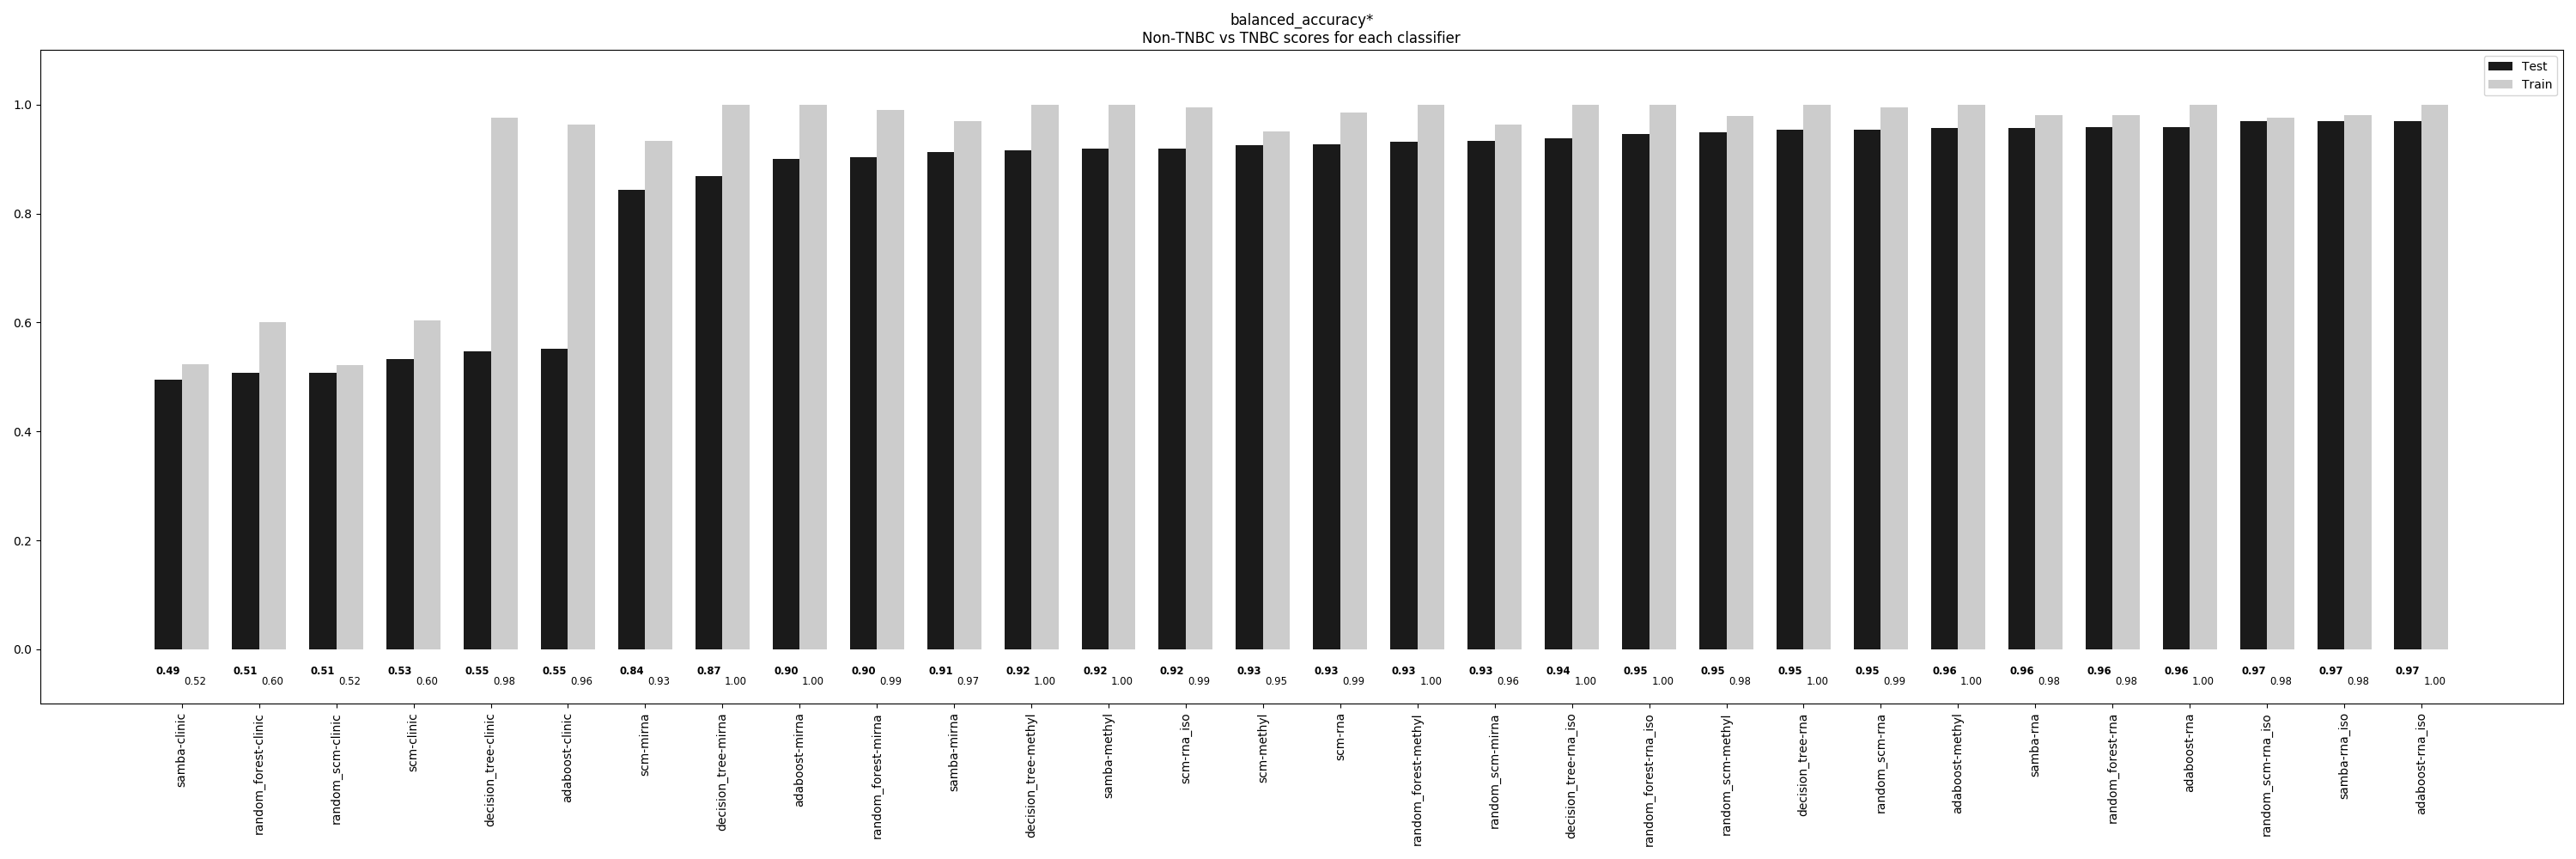 balanced_accuracy*
Non-TNBC vs TNBC scores for each classifier
Test
Train
1.0
0.8
0.6
0.4
0.2
0.0
0.49 0.51 0.51 0.53 0.55 0.55 0.84 0.87 0.90 0.90 0.91 0.92 0.92 0.92 0.93 0.93 0.93 0.93 0.94 0.95 0.95 0.95 0.95 0.96 0.96 0.96 0.96 0.97 0.97 0.97
0.52 0.60 0.52 0.60 0.98 0.96 0.93 1.00 1.00 0.99 0.97 1.00 1.00 0.99 0.95 0.99 1.00 0.96 1.00 1.00 0.98 1.00 0.99 1.00 0.98 0.98 1.00 0.98 0.98 1.00
samba-clinic
random_forest-clinic
random_scm-clinic
scm-clinic
decision_tree-clinic
adaboost-clinic
scm-mirna
decision_tree-mirna
adaboost-mirna
random_forest-mirna
samba-mirna
decision_tree-methyl
samba-methyl
scm-rna_iso
scm-methyl
scm-rna
random_forest-methyl
random_scm-mirna
decision_tree-rna_iso
random_forest-rna_iso
random_scm-methyl
decision_tree-rna
random_scm-rna
adaboost-methyl
samba-rna
random_forest-rna
adaboost-rna
random_scm-rna_iso
samba-rna_iso
adaboost-rna_iso